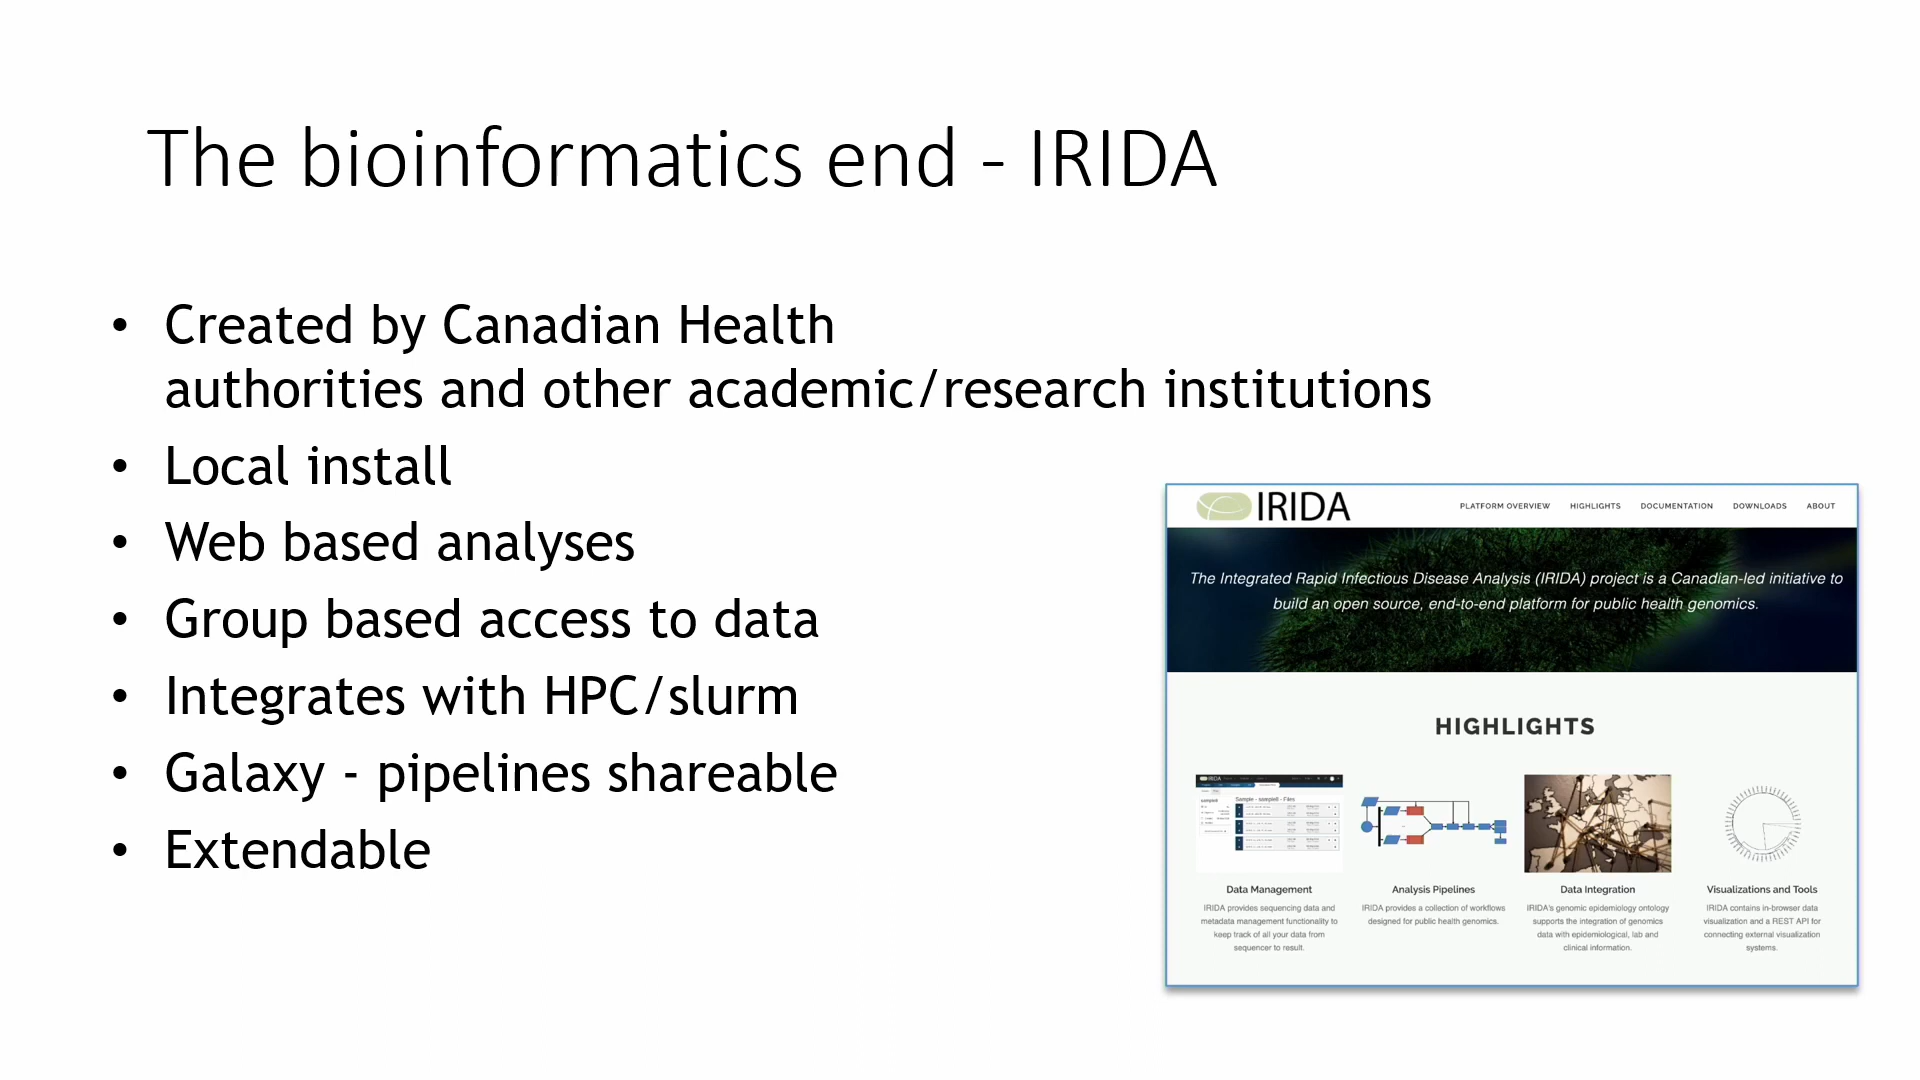 The bioinformatics end - IRIDA
• Created by Canadian Health
authorities and other academic/research institutions
• Local install
• Web based analyses
• Group based access to data
• Integrates with HPC/slurm
• Galaxy - pipelines shareable
• Extendable
IRIDA
PLATFORM OVERVIEW HIGHLIGHTS DOCUMENTATION DOWNLOADS ABOUT
The Integrated Rapid Infectious Disease Analysis (IRIDA) project is a Canadian-led initiative to
build an open source, end-to-end platform for public health genomics.
HIGHLIGHTS
IRIDA
Sample - sample8 - Files
Data Management
IRIDA provides sequencing data and
metadata management functionality to
keep track of all your data from
sequencer to result.
Analysis Pipelines
IRIDA provides a collection of workflows
designed for public health genomics.
Data Integration
IRIDA's genomic epidemiology ontology
supports the integration of genomics
data with epidemiological, lab and
clinical information.
Visualizations and Tools
IRIDA contains in-browser data
visualization and a REST API for
connecting external visualization
systems.